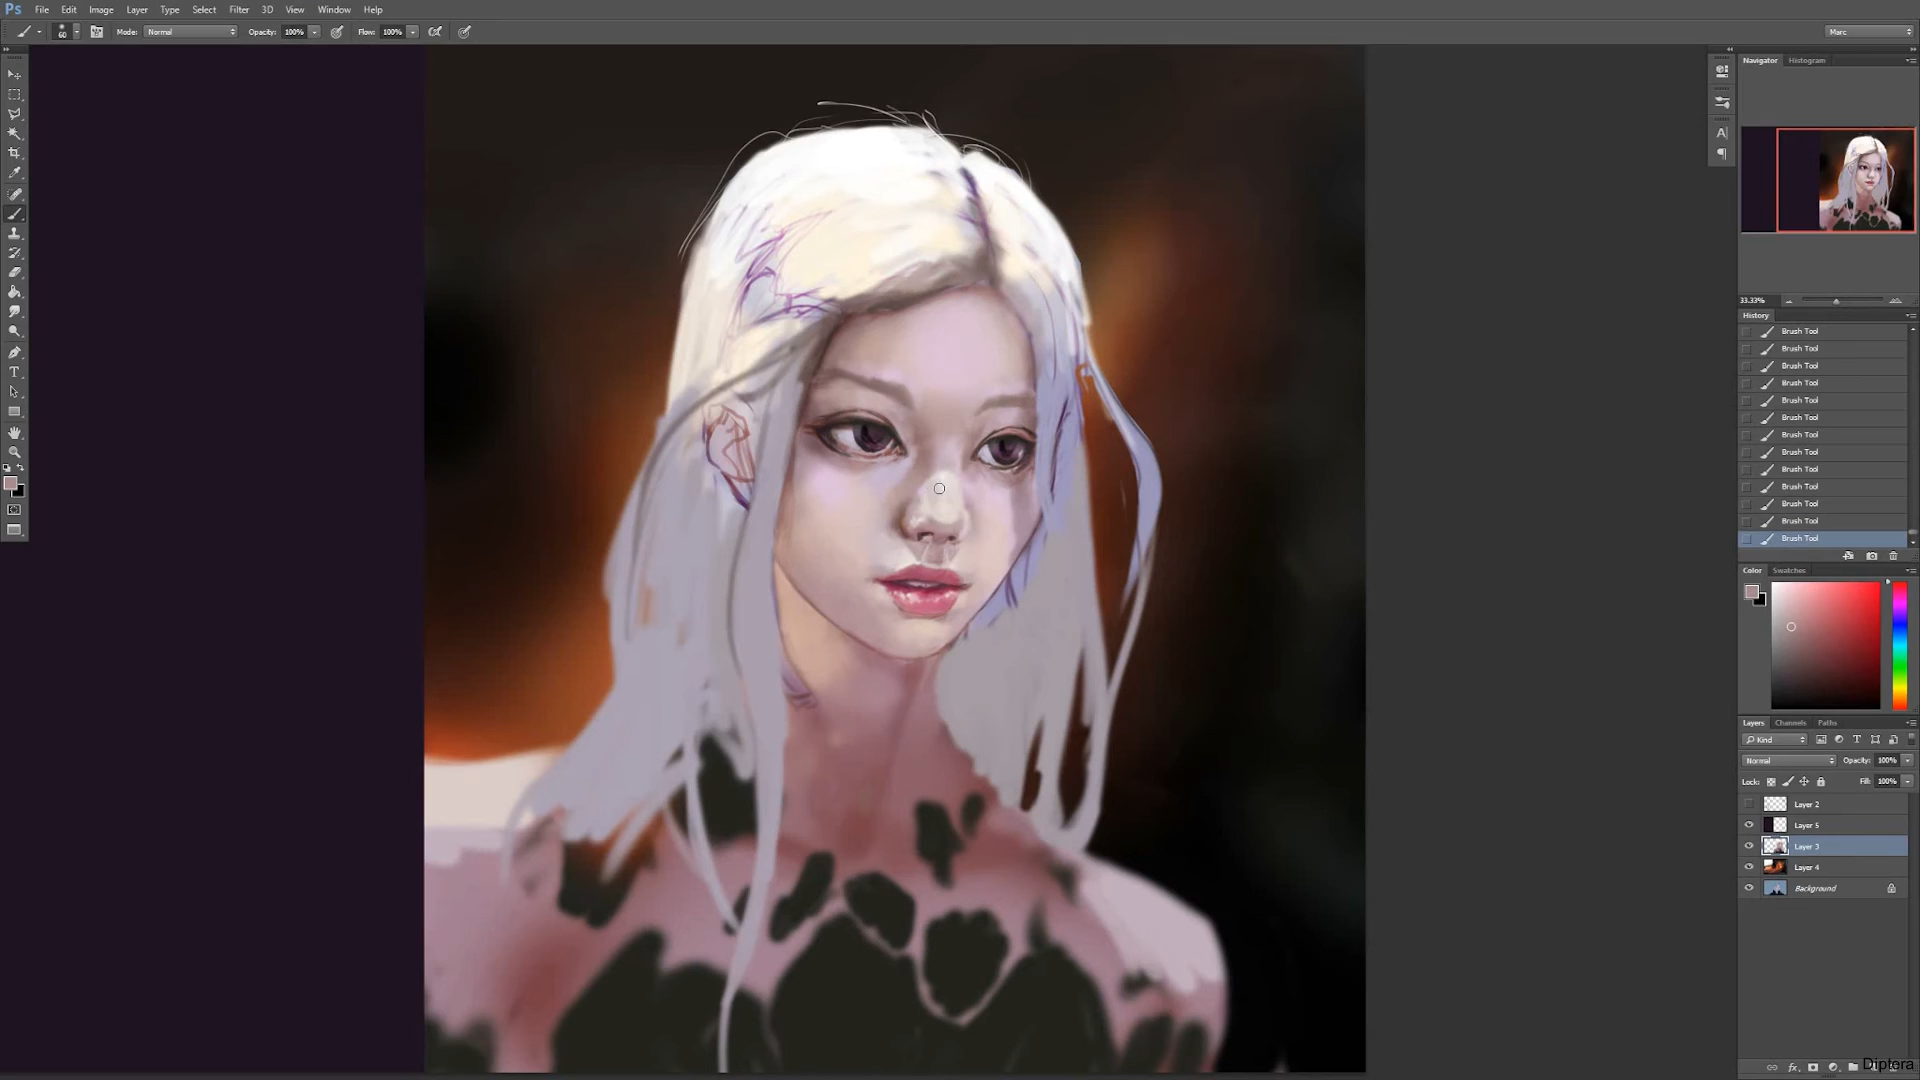 Ps File Edit Image Layer Type Select Filter 3D View Window Help
60 Mode: Normal Opacity: 100% Flow: 100% Marc
Navigator Histogram
33.33%
History
Brush Tool
Brush Tool
Brush Tool
Brush Tool
Brush Tool
Brush Tool
Brush Tool
Brush Tool
Brush Tool
Brush Tool
Brush Tool
Brush Tool
Brush Tool
Color Swatches
Layers Channels Paths
Kind
Normal Opacity: 100%
Lock: Fill: 100%
Layer 2
Layer 5
Layer 3
Layer 4
Background
fx
Diptera